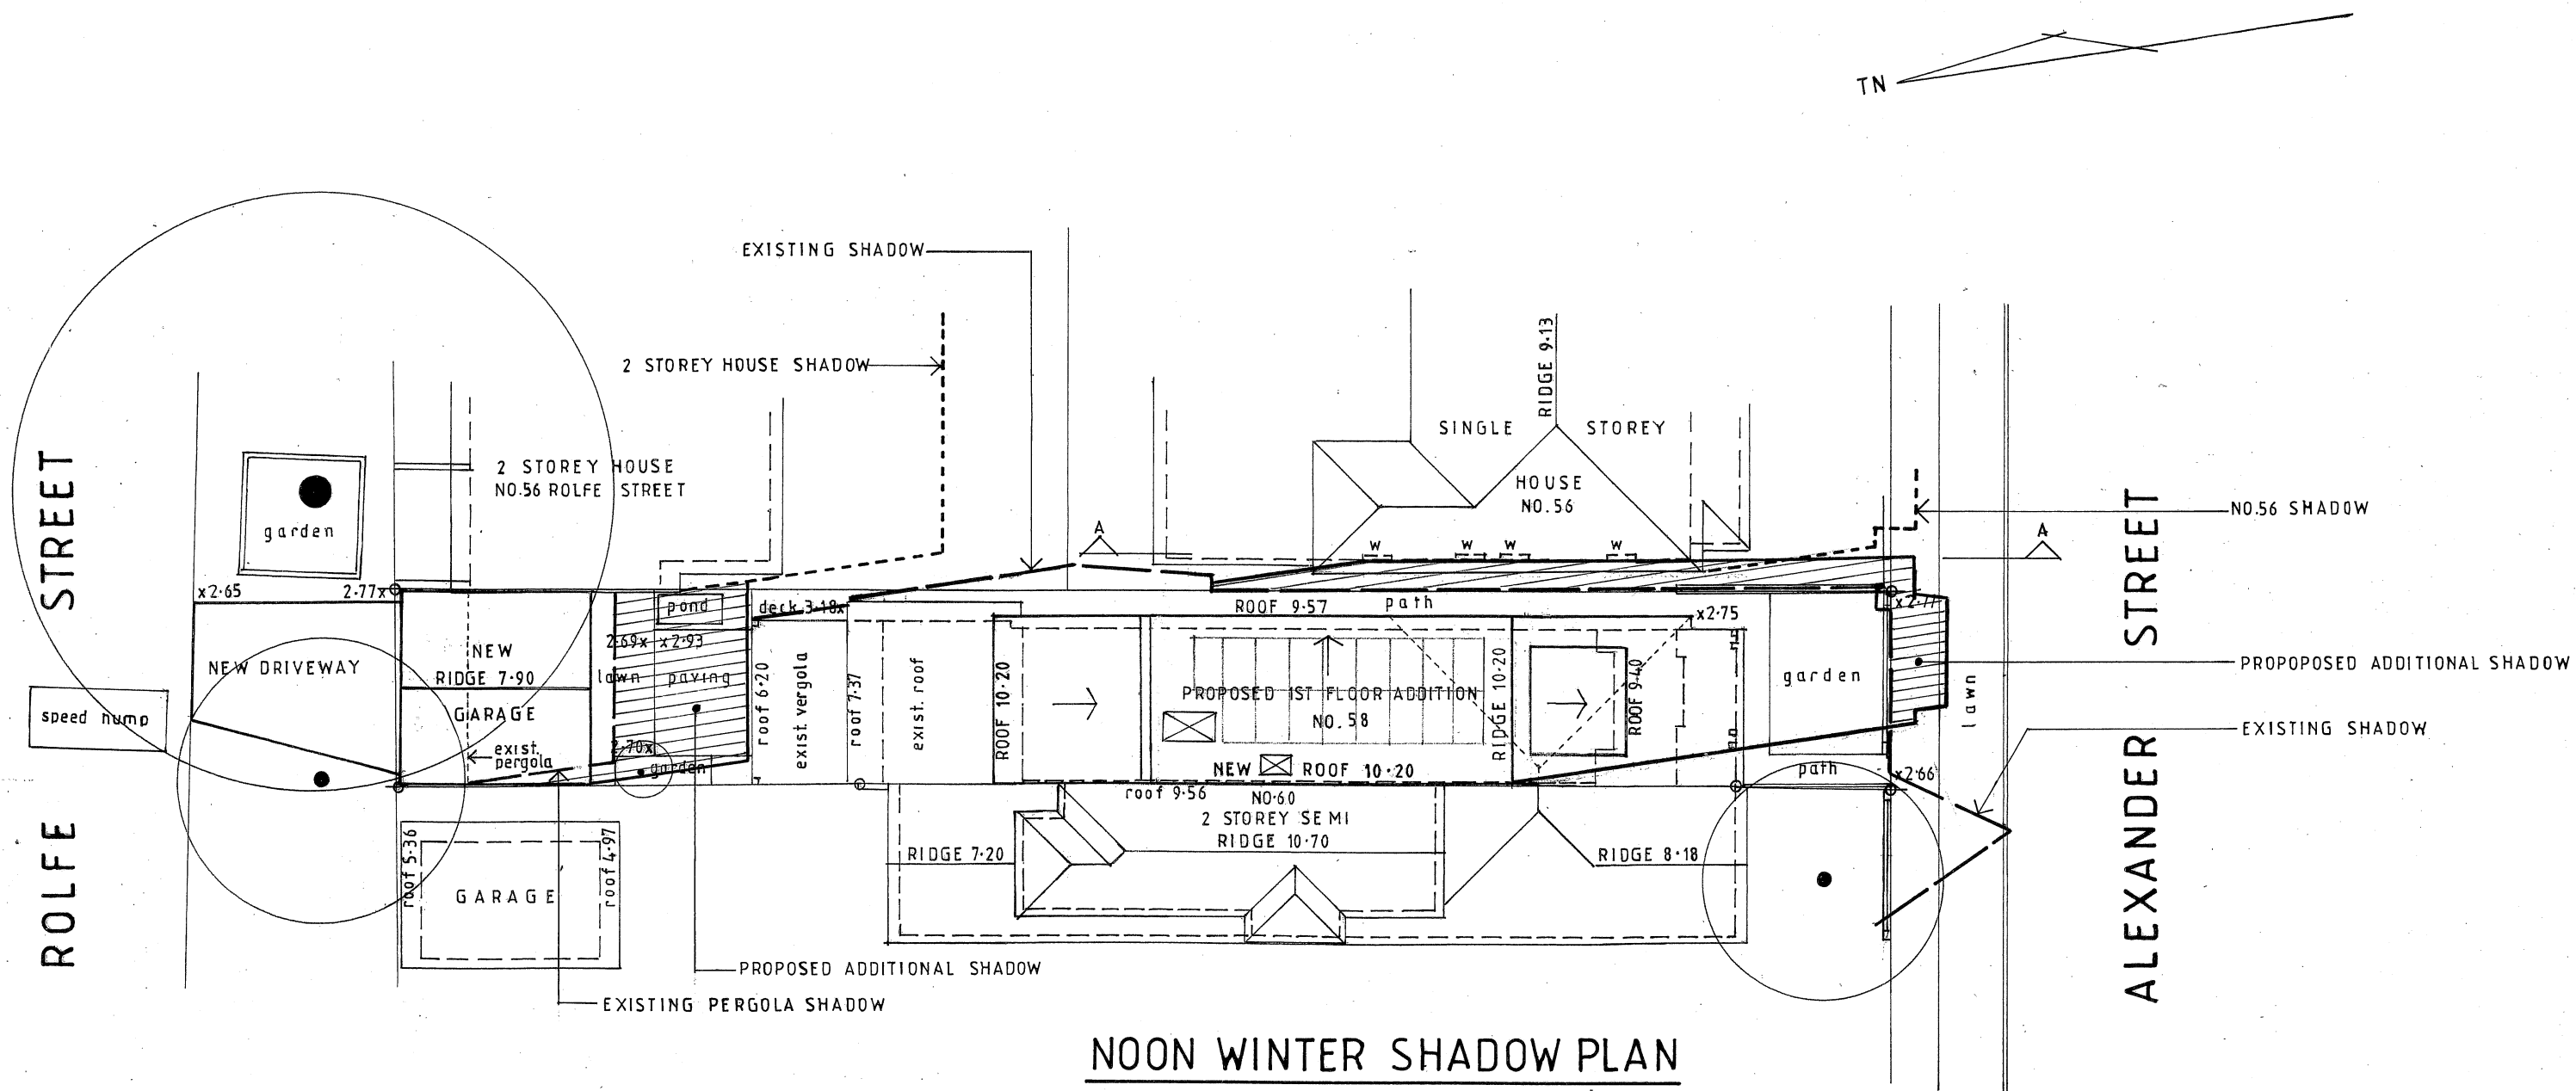 TN
EXISTING SHADOW
2 STOREY HOUSE SHADOW
RIDGE 9·13
SINGLE STOREY
HOUSE
NO.56
2 STOREY HOUSE
NO.56 ROLFE STREET
garden
ROLFE STREET
A
W
W
W
W
NO.56 SHADOW
A
ALEXANDER STREET
x2.65
2.77x
pond
deck 3·18x
ROOF 9·57
path
x2·75
x2·77
NEW DRIVEWAY
NEW
RIDGE 7·90
GARAGE
exist.
pergola
2·69x
x2·93
lawn
paving
2·70x
garden
roof 6·20
exist vergola
roof 7·37
exist. roof
ROOF 10·20
PROPOSED 1ST FLOOR ADDITION
NO.58
NEW ROOF 10·20
RIDGE 10·20
ROOF 9·40
garden
path
x2·66
lawn
PROPOPOSED ADDITIONAL SHADOW
EXISTING SHADOW
speed hump
roof 5·36
GARAGE
roof 4·97
roof 9·56
NO·60
2 STOREY SEMI
RIDGE 10·70
RIDGE 7·20
RIDGE 8·18
PROPOSED ADDITIONAL SHADOW
EXISTING PERGOLA SHADOW
NOON WINTER SHADOW PLAN